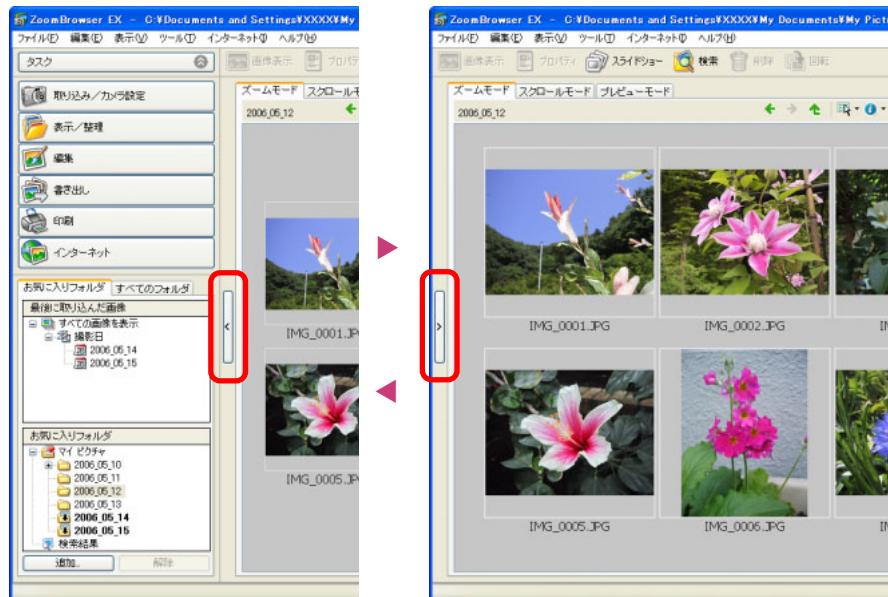 ZoomBrowser EX - C:¥Documents and Settings¥XXXX¥My
ファイル(F) 編集(E) 表示(V) ツール(T) インターネット(I) ヘルプ(H)
タスク
画像表示
取り込み／カメラ設定
表示／整理
編集
書き出し
印刷
インターネット
お気に入りフォルダ すべてのフォルダ
最後に取り込んだ画像
すべての画像を表示
撮影日
2006_05_14
2006_05_15
お気に入りフォルダ
マイ ピクチャ
2006_05_10
2006_05_11
2006_05_12
2006_05_13
2006_05_14
2006_05_15
検索結果
追加... 解除
ズームモード スクロールモ
2006_05_12
<
IMG_0001.JP
IMG_0005.JP
ZoomBrowser EX - C:¥Documents and Settings¥XXXX¥My Documents¥My Pict
ファイル(F) 編集(E) 表示(V) ツール(T) インターネット(I) ヘルプ(H)
画像表示 プロパティ スライドショー 検索 削除 回転
ズームモード スクロールモード プレビューモード
2006_05_12
>
IMG_0001.JPG IMG_0002.JPG
IMG_0005.JPG IMG_0006.JPG